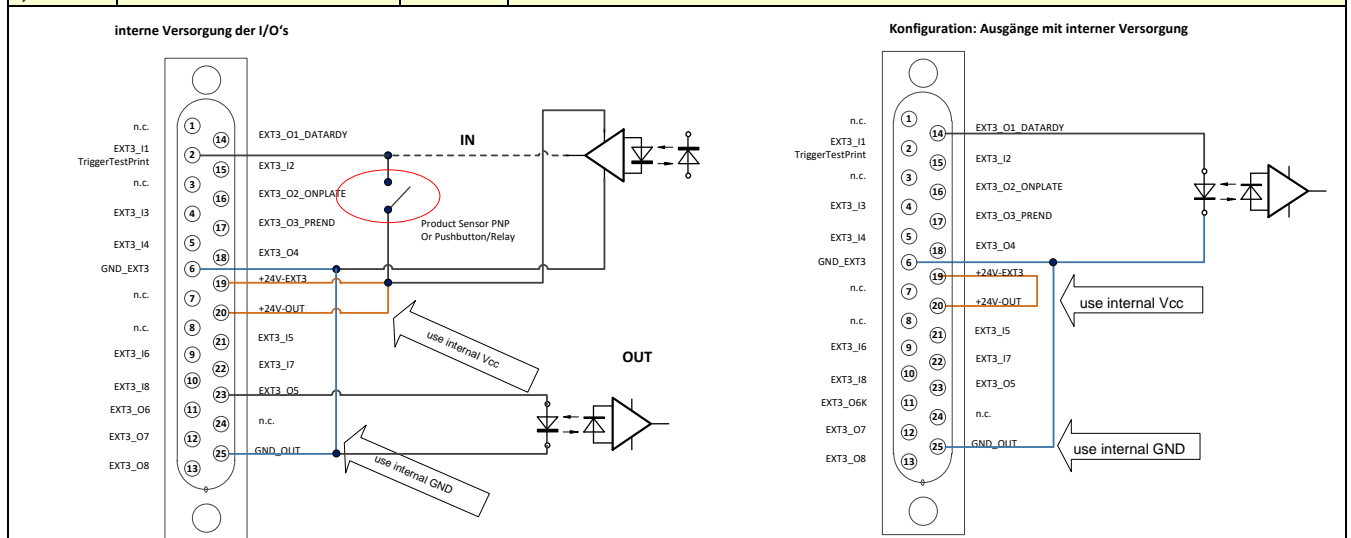 interne Versorgung der I/O's
n.c.
EXT3_I1
TriggerTestPrint
n.c.
EXT3_I3
EXT3_I4
GND_EXT3
n.c.
n.c.
EXT3_I6
EXT3_I8
EXT3_O6
EXT3_O7
EXT3_O8
1
2
3
4
5
6
7
8
9
10
11
12
13
14
15
16
17
18
19
20
21
22
23
24
25
0
EXT3_O1_DATARDY
EXT3_I2
EXT3_O2_ONPLATE
EXT3_O3_PREND
EXT3_O4
+24V-EXT3
+24V-OUT
EXT3_I5
EXT3_I7
EXT3_O5
n.c.
GND_OUT
IN
Product Sensor PNP
Or Pushbutton/Relay
use internal Vcc
OUT
use internal GND
Konfiguration: Ausgänge mit interner Versorgung
n.c.
EXT3_I1
TriggerTestPrint
n.c.
EXT3_I3
EXT3_I4
GND_EXT3
n.c.
n.c.
EXT3_I6
EXT3_I8
EXT3_O6K
EXT3_O7
EXT3_O8
1
2
3
4
5
6
7
8
9
10
11
12
13
14
15
16
17
18
19
20
21
22
23
24
25
0
EXT3_O1_DATARDY
EXT3_I2
EXT3_O2_ONPLATE
EXT3_O3_PREND
EXT3_O4
+24V-EXT3
+24V-OUT
EXT3_I5
EXT3_I7
EXT3_O5
n.c.
GND_OUT
use internal Vcc
use internal GND